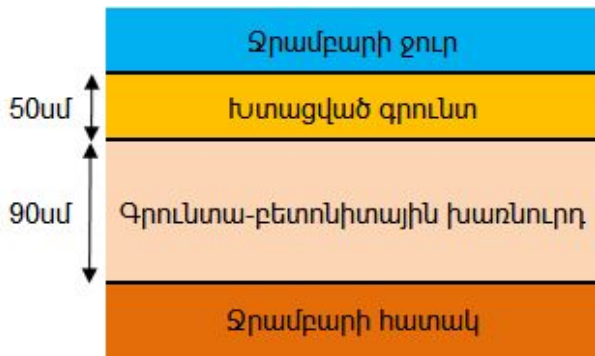 Ջրամբարի ջուր
50սմ
Խտացված գրունտ
90սմ
Գրունտա-բետոնիտային խառնուրդ
Ջրամբարի հատակ